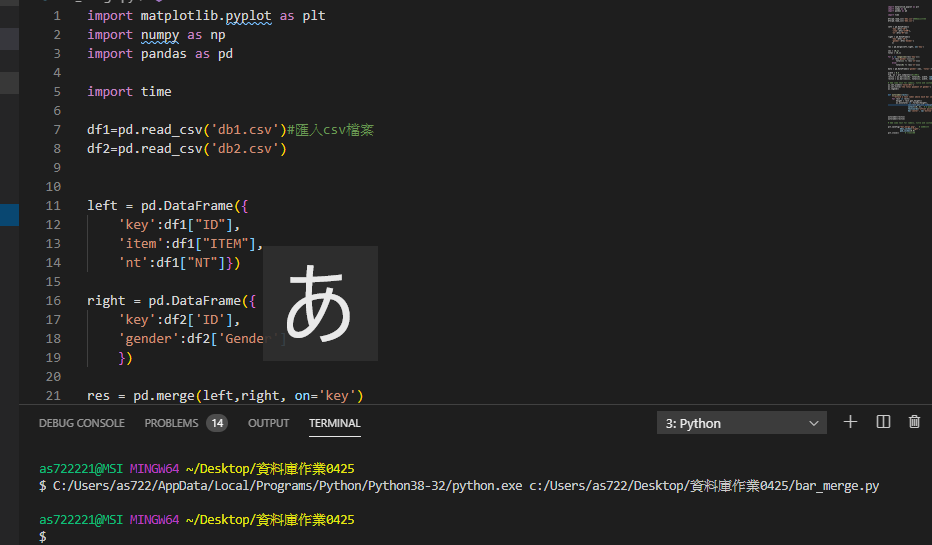 1 import matplotlib.pyplot as plt
2 import numpy as np
3 import pandas as pd
4
5 import time
6
7 df1=pd.read_csv('db1.csv')#匯入csv檔案
8 df2=pd.read_csv('db2.csv')
9
10
11 left = pd.DataFrame({
12 'key':df1["ID"],
13 'item':df1["ITEM"],
14 'nt':df1["NT"]})
15
16 right = pd.DataFrame({
17 'key':df2['ID'],
18 'gender':df2['Gender']
19 })
20
21 res = pd.merge(left,right, on='key')
あ
DEBUG CONSOLE PROBLEMS 14 OUTPUT TERMINAL 3: Python
as722221@MSI MINGW64 ~/Desktop/資料庫作業0425
$ C:/Users/as722/AppData/Local/Programs/Python/Python38-32/python.exe c:/Users/as722/Desktop/資料庫作業0425/bar_merge.py
as722221@MSI MINGW64 ~/Desktop/資料庫作業0425
$